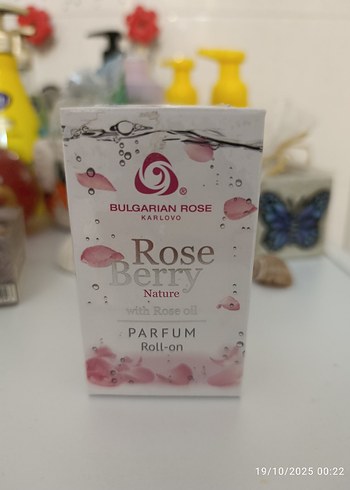 ®
BULGARIAN ROSE
KARLOVO
Rose
Berry
Nature
with Rose oil
PARFUM
Roll-on
19/10/2025 00:22